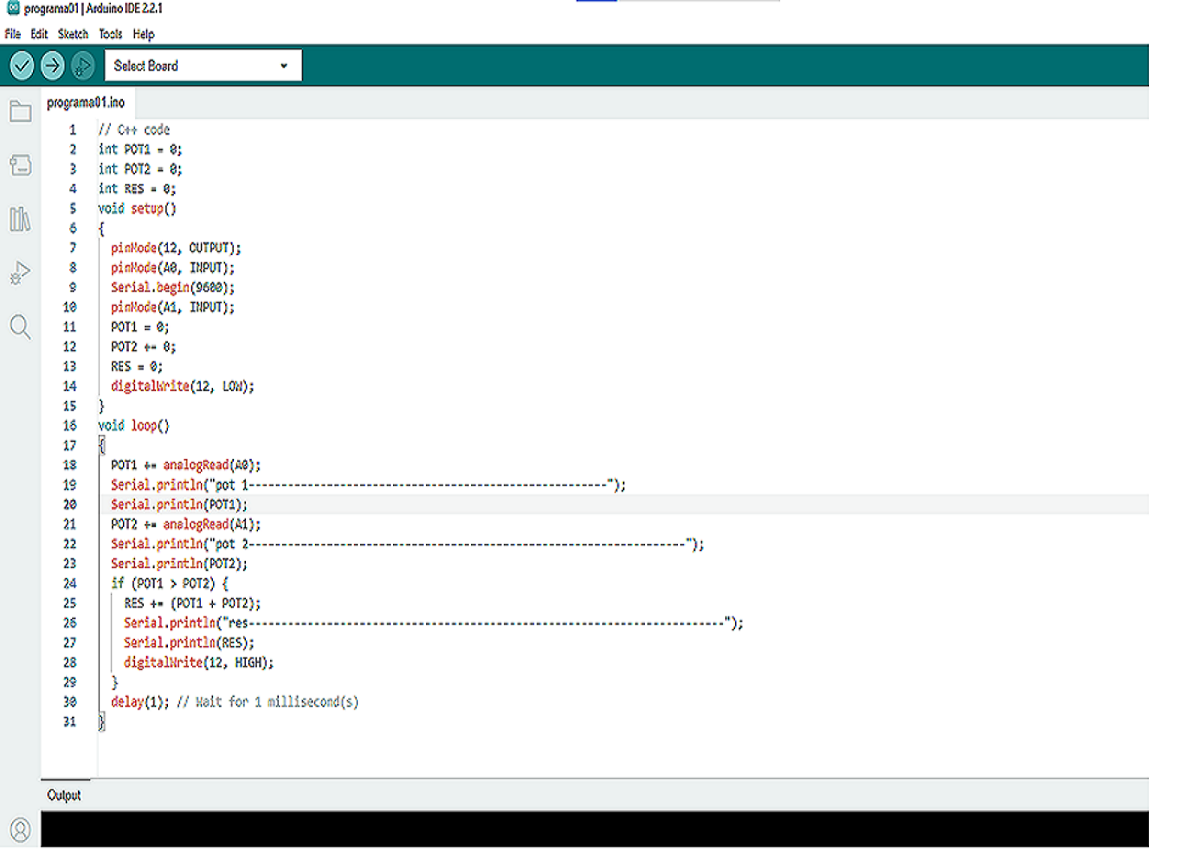 programa01 | Arduino IDE 2.2.1
File Edit Sketch Tools Help
Select Board
programa01.ino
1 // C++ code
2 int POT1 = 0;
3 int POT2 = 0;
4 int RES = 0;
5 void setup()
6 {
7 pinMode(12, OUTPUT);
8 pinMode(A0, INPUT);
9 Serial.begin(9600);
10 pinMode(A1, INPUT);
11 POT1 = 0;
12 POT2 += 0;
13 RES = 0;
14 digitalWrite(12, LOW);
15 }
16 void loop()
17 {
18 POT1 += analogRead(A0);
19 Serial.println("pot 1-------------------------------------------------------");
20 Serial.println(POT1);
21 POT2 += analogRead(A1);
22 Serial.println("pot 2-------------------------------------------------------------------");
23 Serial.println(POT2);
24 if (POT1 > POT2) {
25 RES += (POT1 + POT2);
26 Serial.println("res-------------------------------------------------------------------------");
27 Serial.println(RES);
28 digitalWrite(12, HIGH);
29 }
30 delay(1); // Wait for 1 millisecond(s)
31 }
Output